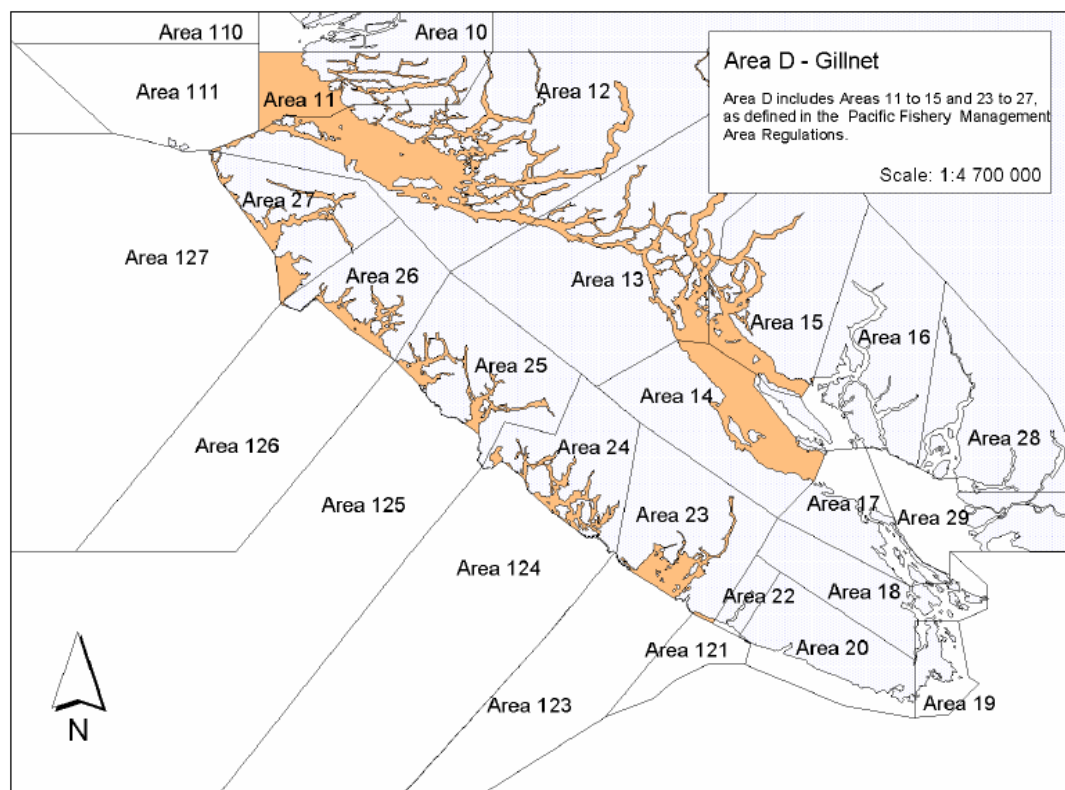 Area 110
Area 10
Area D - Gillnet
Area D includes Areas 11 to 15 and 23 to 27,
as defined in the Pacific Fishery Management
Area Regulations.
Scale: 1:4 700 000
Area 111
Area 11
Area 12
Area 27
Area 127
Area 26
Area 13
Area 15
Area 16
Area 25
Area 14
Area 126
Area 24
Area 28
Area 125
Area 23
Area 17
Area 29
Area 124
Area 22
Area 18
Area 121
Area 20
Area 123
Area 19
N